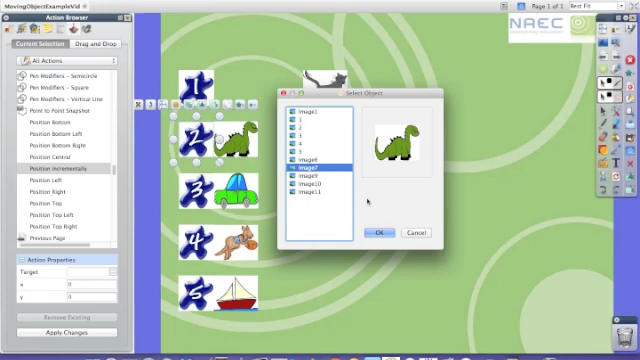 MovingObjectExampleVid
Page 1 of 1
Best Fit
Action Browser
Current Selection
Drag and Drop
All Actions
Pen Modifiers - Semicircle
Pen Modifiers - Square
Pen Modifiers - Vertical Line
Point to Point Snapshot
Position Bottom
Position Bottom Left
Position Bottom Right
Position Central
Position Incrementally
Position Left
Position Right
Position Top
Position Top Left
Position Top Right
Previous Page
Action Properties
Target
x 0
y 0
Remove Existing
Apply Changes
1
2
3
4
5
NAEC
Select Object
Image1
1
2
3
4
5
Image6
Image7
Image9
Image10
Image11
OK
Cancel